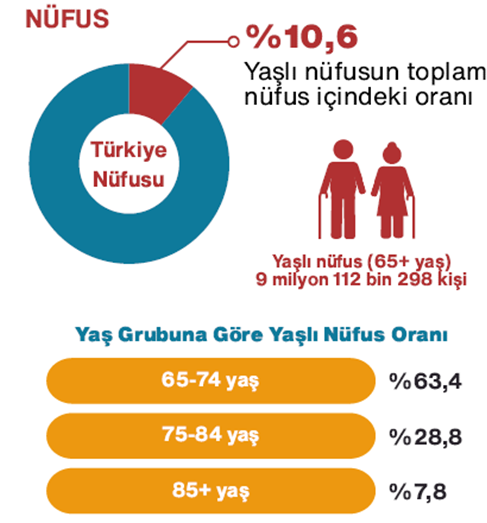 NÜFUS
%10,6
Yaşlı nüfusun toplam
nüfus içindeki oranı
Türkiye
Nüfusu
Yaşlı nüfus (65+ yaş)
9 milyon 112 bin 298 kişi
Yaş Grubuna Göre Yaşlı Nüfus Oranı
65-74 yaş %63,4
75-84 yaş %28,8
85+ yaş %7,8